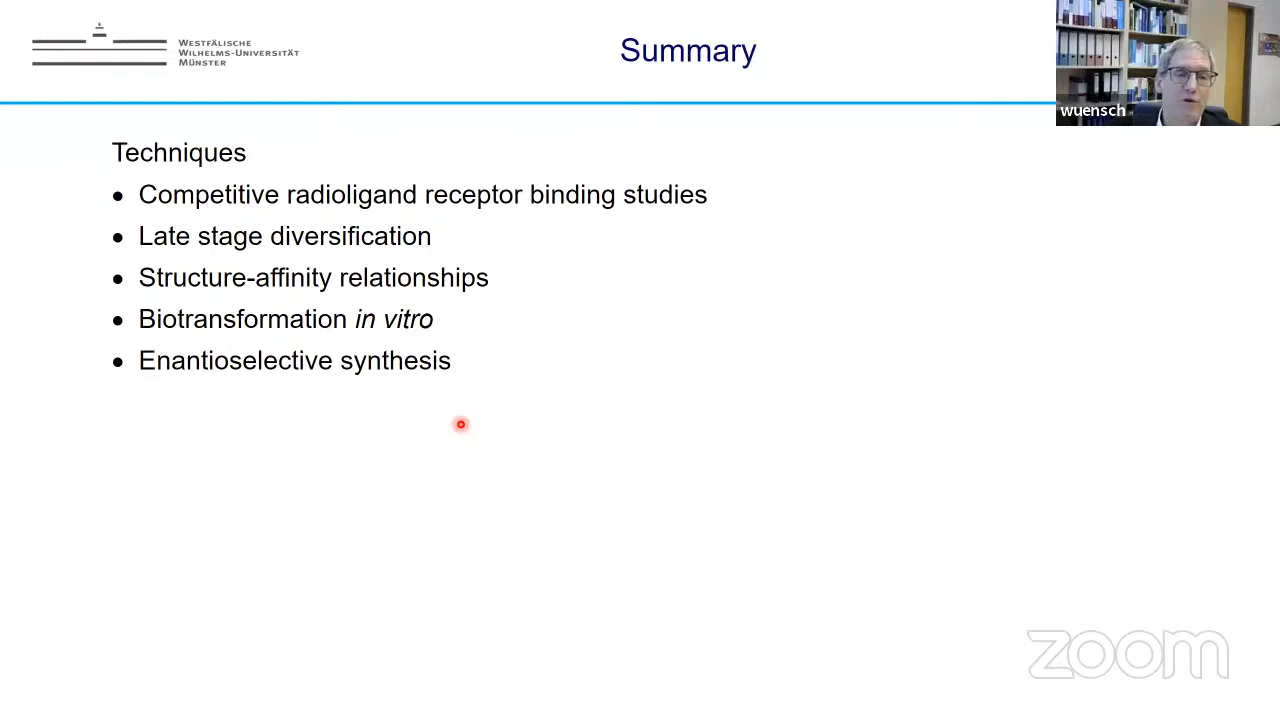 WESTFÄLISCHE
WILHELMS-UNIVERSITÄT
MÜNSTER
Summary
wuensch
Techniques
• Competitive radioligand receptor binding studies
• Late stage diversification
• Structure-affinity relationships
• Biotransformation in vitro
• Enantioselective synthesis
zoom